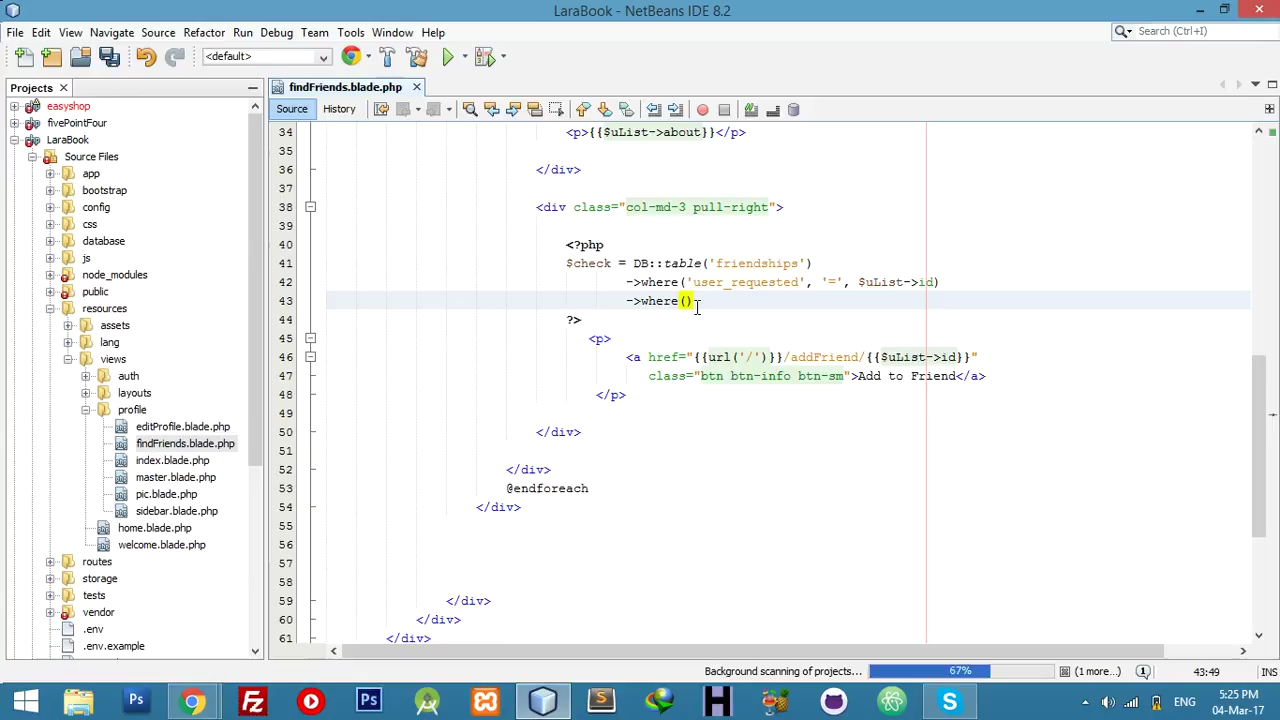 LaraBook - NetBeans IDE 8.2
File Edit View Navigate Source Refactor Run Debug Team Tools Window Help
Search (Ctrl+I)
<default>
Projects
findFriends.blade.php
Source History
easyshop
fivePointFour
LaraBook
Source Files
app
bootstrap
config
css
database
js
node_modules
public
resources
assets
lang
views
auth
layouts
profile
editProfile.blade.php
findFriends.blade.php
index.blade.php
master.blade.php
pic.blade.php
sidebar.blade.php
home.blade.php
welcome.blade.php
routes
storage
tests
vendor
.env
.env.example
34 <p>{{$uList->about}}</p>
35
36 </div>
37
38 <div class="col-md-3 pull-right">
39
40 <?php
41 $check = DB::table('friendships')
42 ->where('user_requested', '=', $uList->id)
43 ->where()
44 ?>
45 <p>
46 <a href="{{url('/')}}/addFriend/{{$uList->id}}"
47 class="btn btn-info btn-sm">Add to Friend</a>
48 </p>
49
50 </div>
51
52 </div>
53 @endforeach
54 </div>
55
56
57
58
59 </div>
60 </div>
61 </div>
Background scanning of projects... 67% (1 more...) 1 43:49 INS
Ps Ps S H S ENG 5:25 PM
04-Mar-17